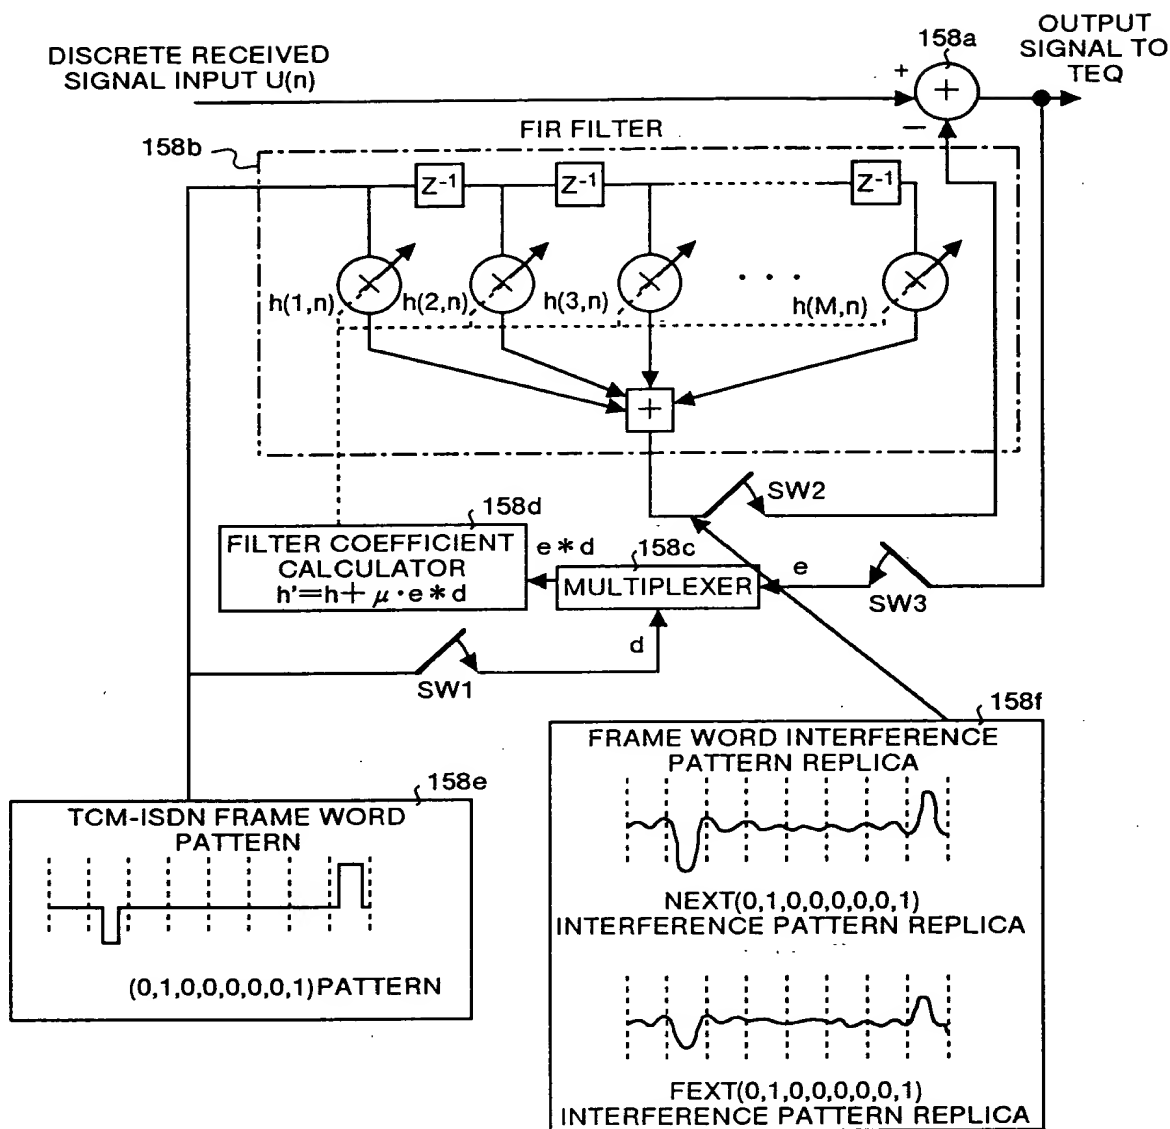 DISCRETE RECEIVED
SIGNAL INPUT U(n)
158a
OUTPUT
SIGNAL TO
TEQ
+
+
−
FIR FILTER
158b
Z⁻¹
Z⁻¹
Z⁻¹
×
×
×
×
· · ·
h(1,n)
h(2,n)
h(3,n)
h(M,n)
+
SW2
158d
FILTER COEFFICIENT
CALCULATOR
h'=h+ μ·e*d
e*d
158c
MULTIPLEXER
e
SW3
d
SW1
158e
TCM-ISDN FRAME WORD
PATTERN
(0,1,0,0,0,0,0,1)PATTERN
158f
FRAME WORD INTERFERENCE
PATTERN REPLICA
NEXT(0,1,0,0,0,0,0,1)
INTERFERENCE PATTERN REPLICA
FEXT(0,1,0,0,0,0,0,1)
INTERFERENCE PATTERN REPLICA